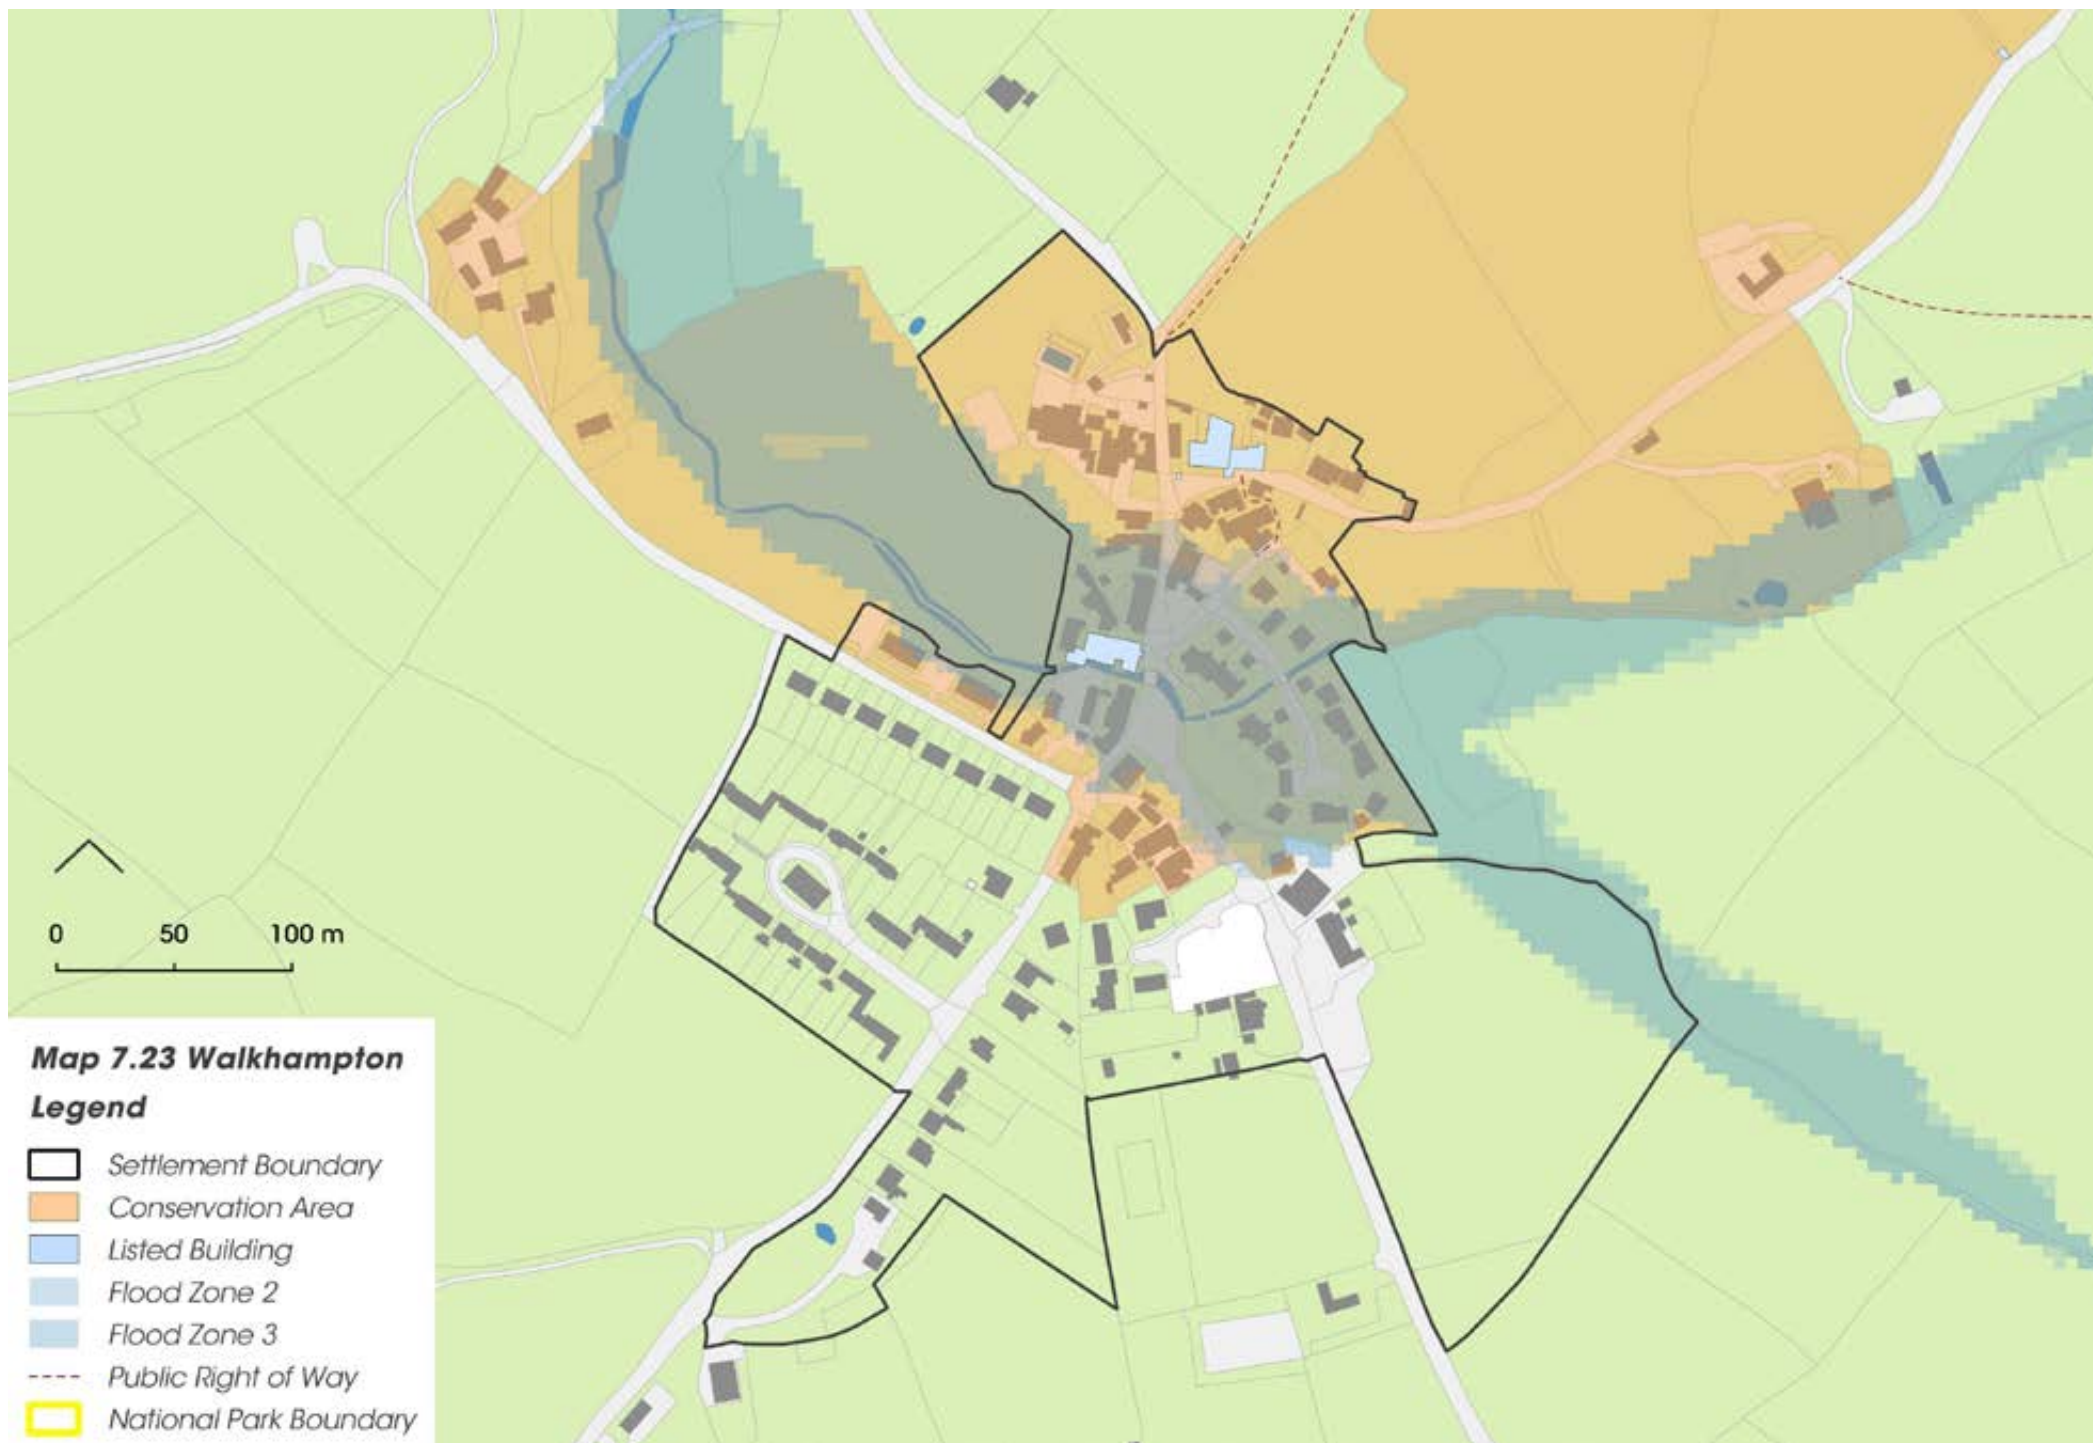 0 50 100 m
Map 7.23 Walkhampton
Legend
Settlement Boundary
Conservation Area
Listed Building
Flood Zone 2
Flood Zone 3
Public Right of Way
National Park Boundary